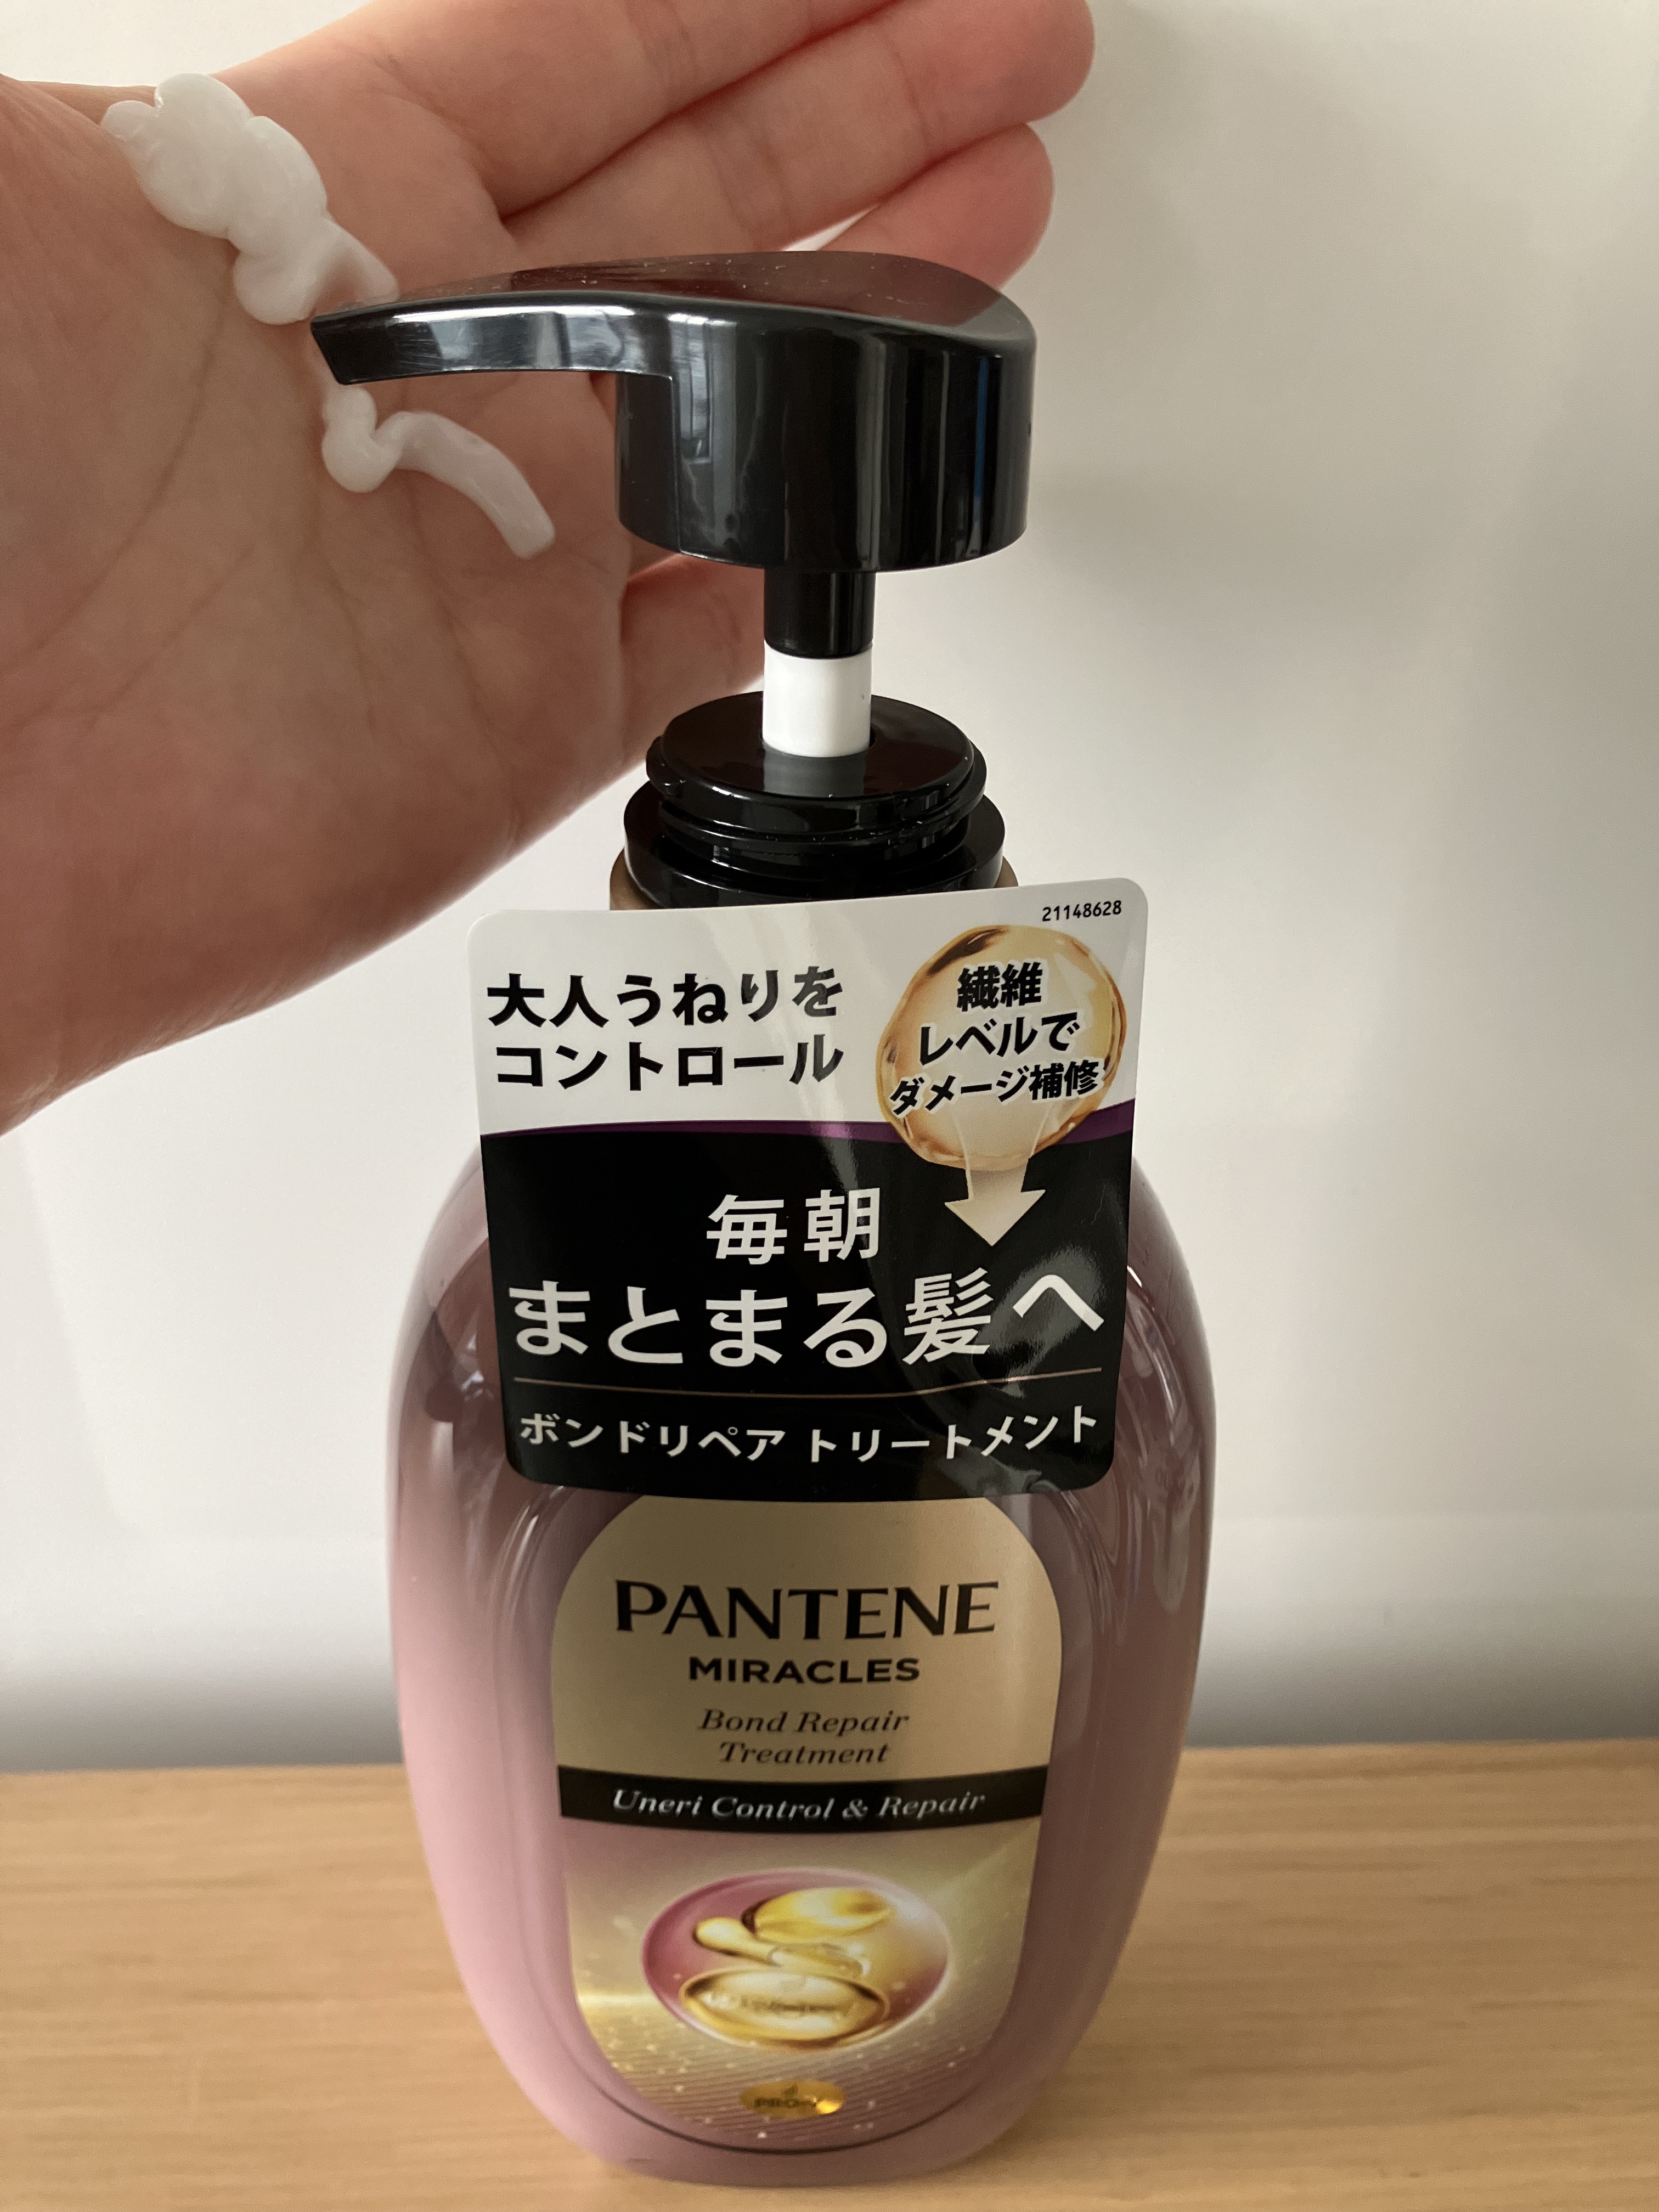 21148628
大人うねりを
コントロール
繊維
レベルで
ダメージ補修
毎朝
まとまる髪へ
ボンドリペア トリートメント
PANTENE
MIRACLES
Bond Repair
Treatment
Uneri Control & Repair
PRO-V